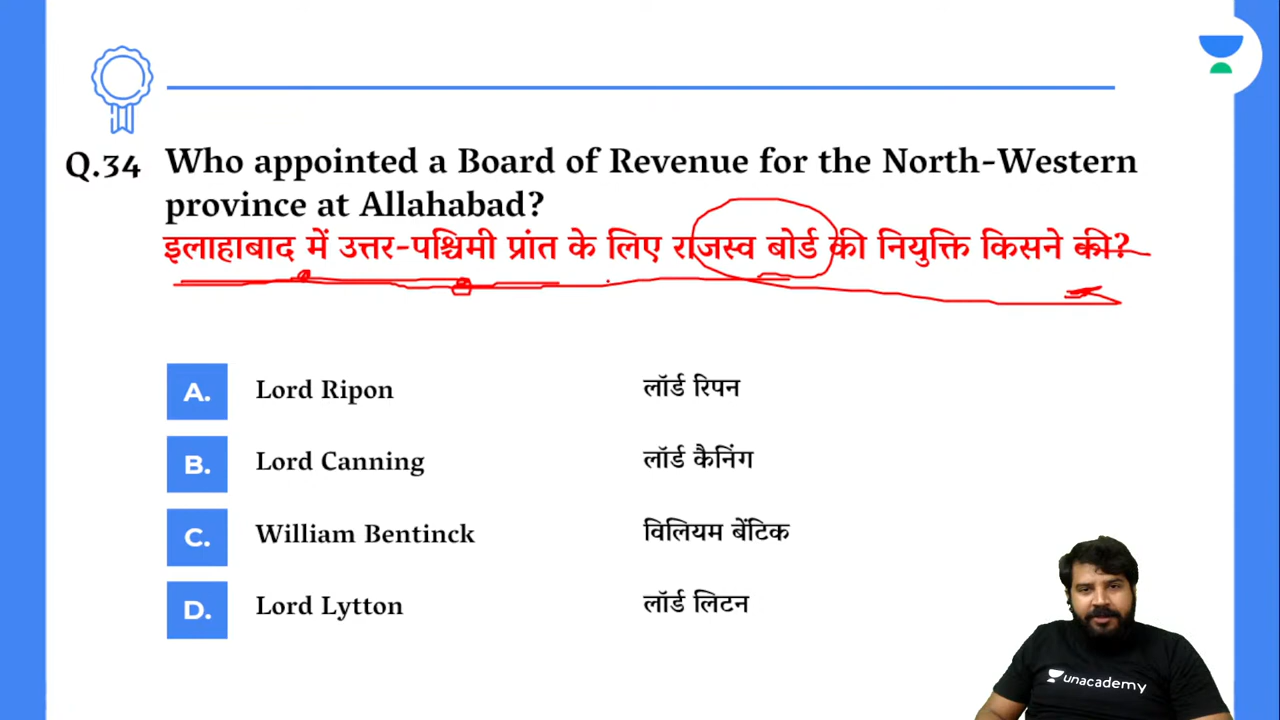 Q.34 Who appointed a Board of Revenue for the North-Western
province at Allahabad?
इलाहाबाद में उत्तर-पश्चिमी प्रांत के लिए राजस्व बोर्ड की नियुक्ति किसने की?
A. Lord Ripon लॉर्ड रिपन
B. Lord Canning लॉर्ड कैनिंग
C. William Bentinck विलियम बेंटिक
D. Lord Lytton लॉर्ड लिटन
unacademy